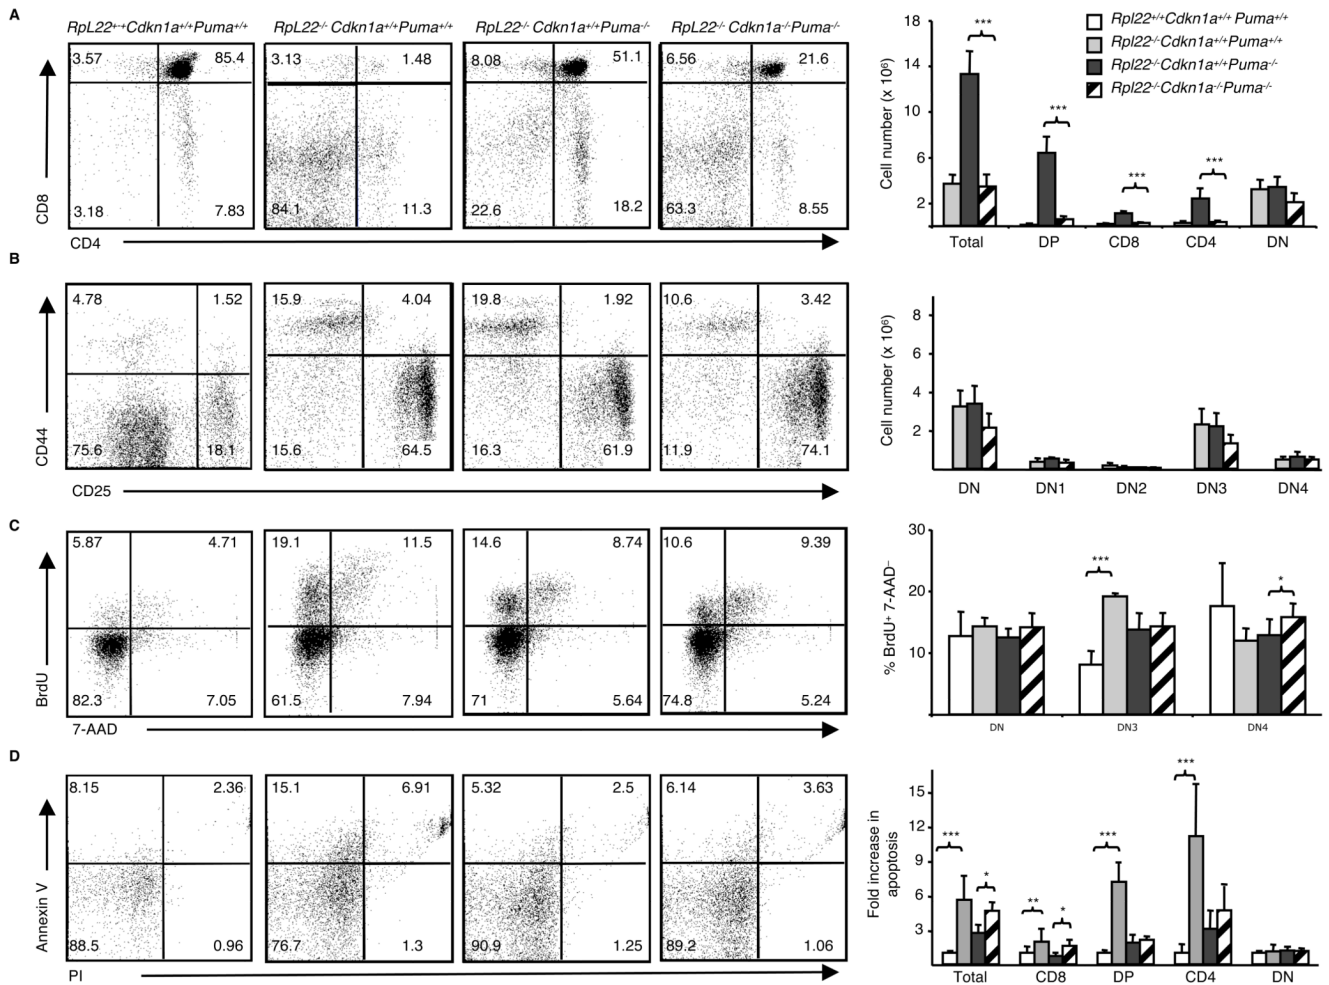 A
RpL22+/+Cdkn1a+/+Puma+/+ RpL22-/- Cdkn1a+/+Puma+/+ RpL22-/- Cdkn1a+/+Puma-/- RpL22-/- Cdkn1a-/-Puma-/-
3.57 85.4 3.13 1.48 8.08 51.1 6.56 21.6
3.18 7.83 84.1 11.3 22.6 18.2 63.3 8.55
CD8
CD4
Cell number (x 10⁶)
18
14
10
6
2
*** *** *** ***
Total DP CD8 CD4 DN
Rpl22+/+Cdkn1a+/+ Puma+/+
Rpl22-/-Cdkn1a+/+Puma+/+
Rpl22-/-Cdkn1a+/+Puma-/-
Rpl22-/-Cdkn1a-/-Puma-/-
B
4.78 1.52 15.9 4.04 19.8 1.92 10.6 3.42
75.6 18.1 15.6 64.5 16.3 61.9 11.9 74.1
CD44
CD25
Cell number (x 10⁶)
8
6
4
2
DN DN1 DN2 DN3 DN4
C
5.87 4.71 19.1 11.5 14.6 8.74 10.6 9.39
82.3 7.05 61.5 7.94 71 5.64 74.8 5.24
BrdU
7-AAD
% BrdU⁺ 7-AAD⁻
30
20
10
*** *
DN DN3 DN4
D
8.15 2.36 15.1 6.91 5.32 2.5 6.14 3.63
88.5 0.96 76.7 1.3 90.9 1.25 89.2 1.06
Annexin V
PI
Fold increase in
apoptosis
15
12
9
6
3
*** * ** * *** ***
Total CD8 DP CD4 DN